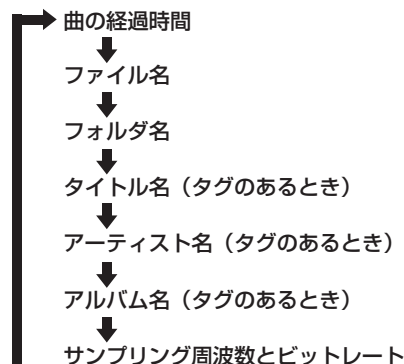 曲の経過時間
ファイル名
フォルダ名
タイトル名（タグのあるとき）
アーティスト名（タグのあるとき）
アルバム名（タグのあるとき）
サンプリング周波数とビットレート